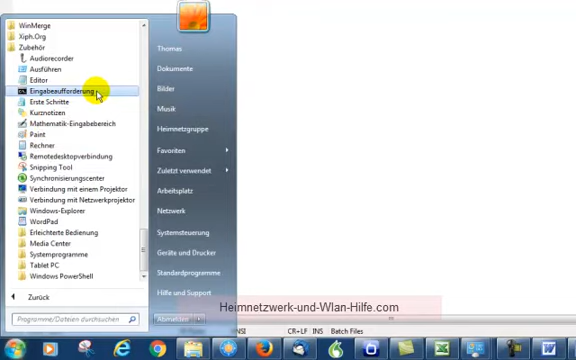 WinMerge
Xiph.Org
Zubehör
Audiorecorder
Ausführen
Editor
Eingabeaufforderung
Erste Schritte
Kurznotizen
Mathematik-Eingabebereich
Paint
Rechner
Remotedesktopverbindung
Snipping Tool
Synchronisierungscenter
Verbindung mit einem Projektor
Verbindung mit Netzwerkprojektor
Windows-Explorer
WordPad
Erleichterte Bedienung
Media Center
Systemprogramme
Tablet PC
Windows PowerShell
Zurück
Programme/Dateien durchsuchen
Thomas
Dokumente
Bilder
Musik
Heimnetzgruppe
Favoriten
Zuletzt verwendet
Arbeitsplatz
Netzwerk
Systemsteuerung
Geräte und Drucker
Standardprogramme
Hilfe und Support
Abmelden
Heimnetzwerk-und-Wlan-Hilfe.com
ANSI CR+LF INS Batch Files